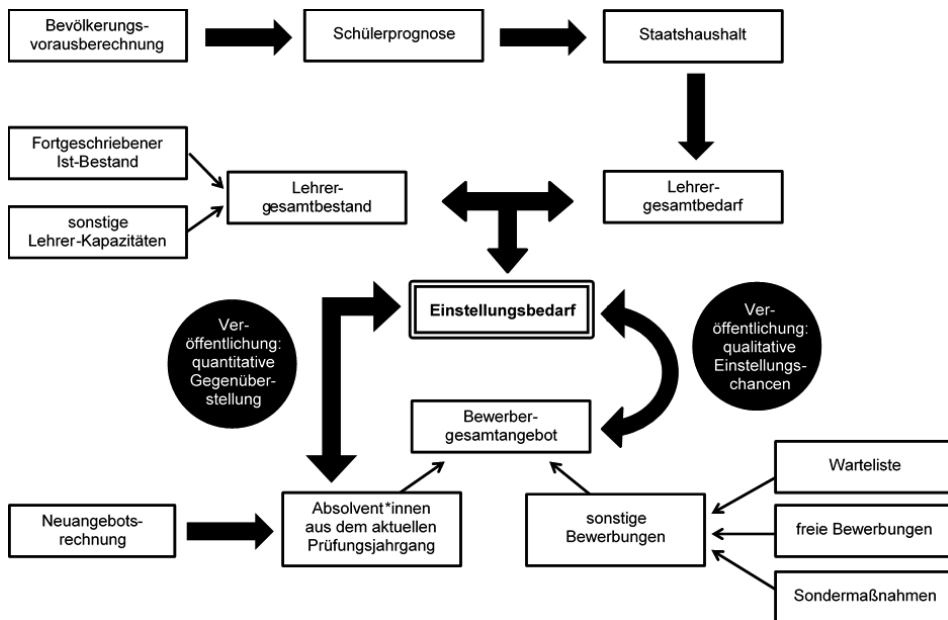 Bevölkerungs-
vorausberechnung
Schülerprognose
Staatshaushalt
Fortgeschriebener
Ist-Bestand
sonstige
Lehrer-Kapazitäten
Lehrer-
gesamtbestand
Lehrer-
gesamtbedarf
Einstellungsbedarf
Ver-
öffentlichung:
quantitative
Gegenüber-
stellung
Ver-
öffentlichung:
qualitative
Einstellungs-
chancen
Bewerber-
gesamtangebot
Neuangebots-
rechnung
Absolvent*innen
aus dem aktuellen
Prüfungsjahrgang
sonstige
Bewerbungen
Warteliste
freie Bewerbungen
Sondermaßnahmen